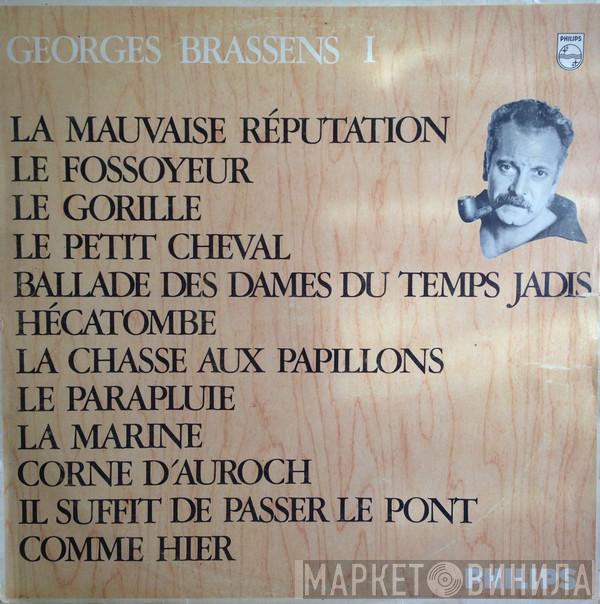 GEORGES BRASSENS I
PHILIPS
LA MAUVAISE RÉPUTATION
LE FOSSOYEUR
LE GORILLE
LE PETIT CHEVAL
BALLADE DES DAMES DU TEMPS JADIS
HÉCATOMBE
LA CHASSE AUX PAPILLONS
LE PARAPLUIE
LA MARINE
CORNE D'AUROCH
IL SUFFIT DE PASSER LE PONT
COMME HIER
PHILIPS
МАРКЕТ ВИНИЛА